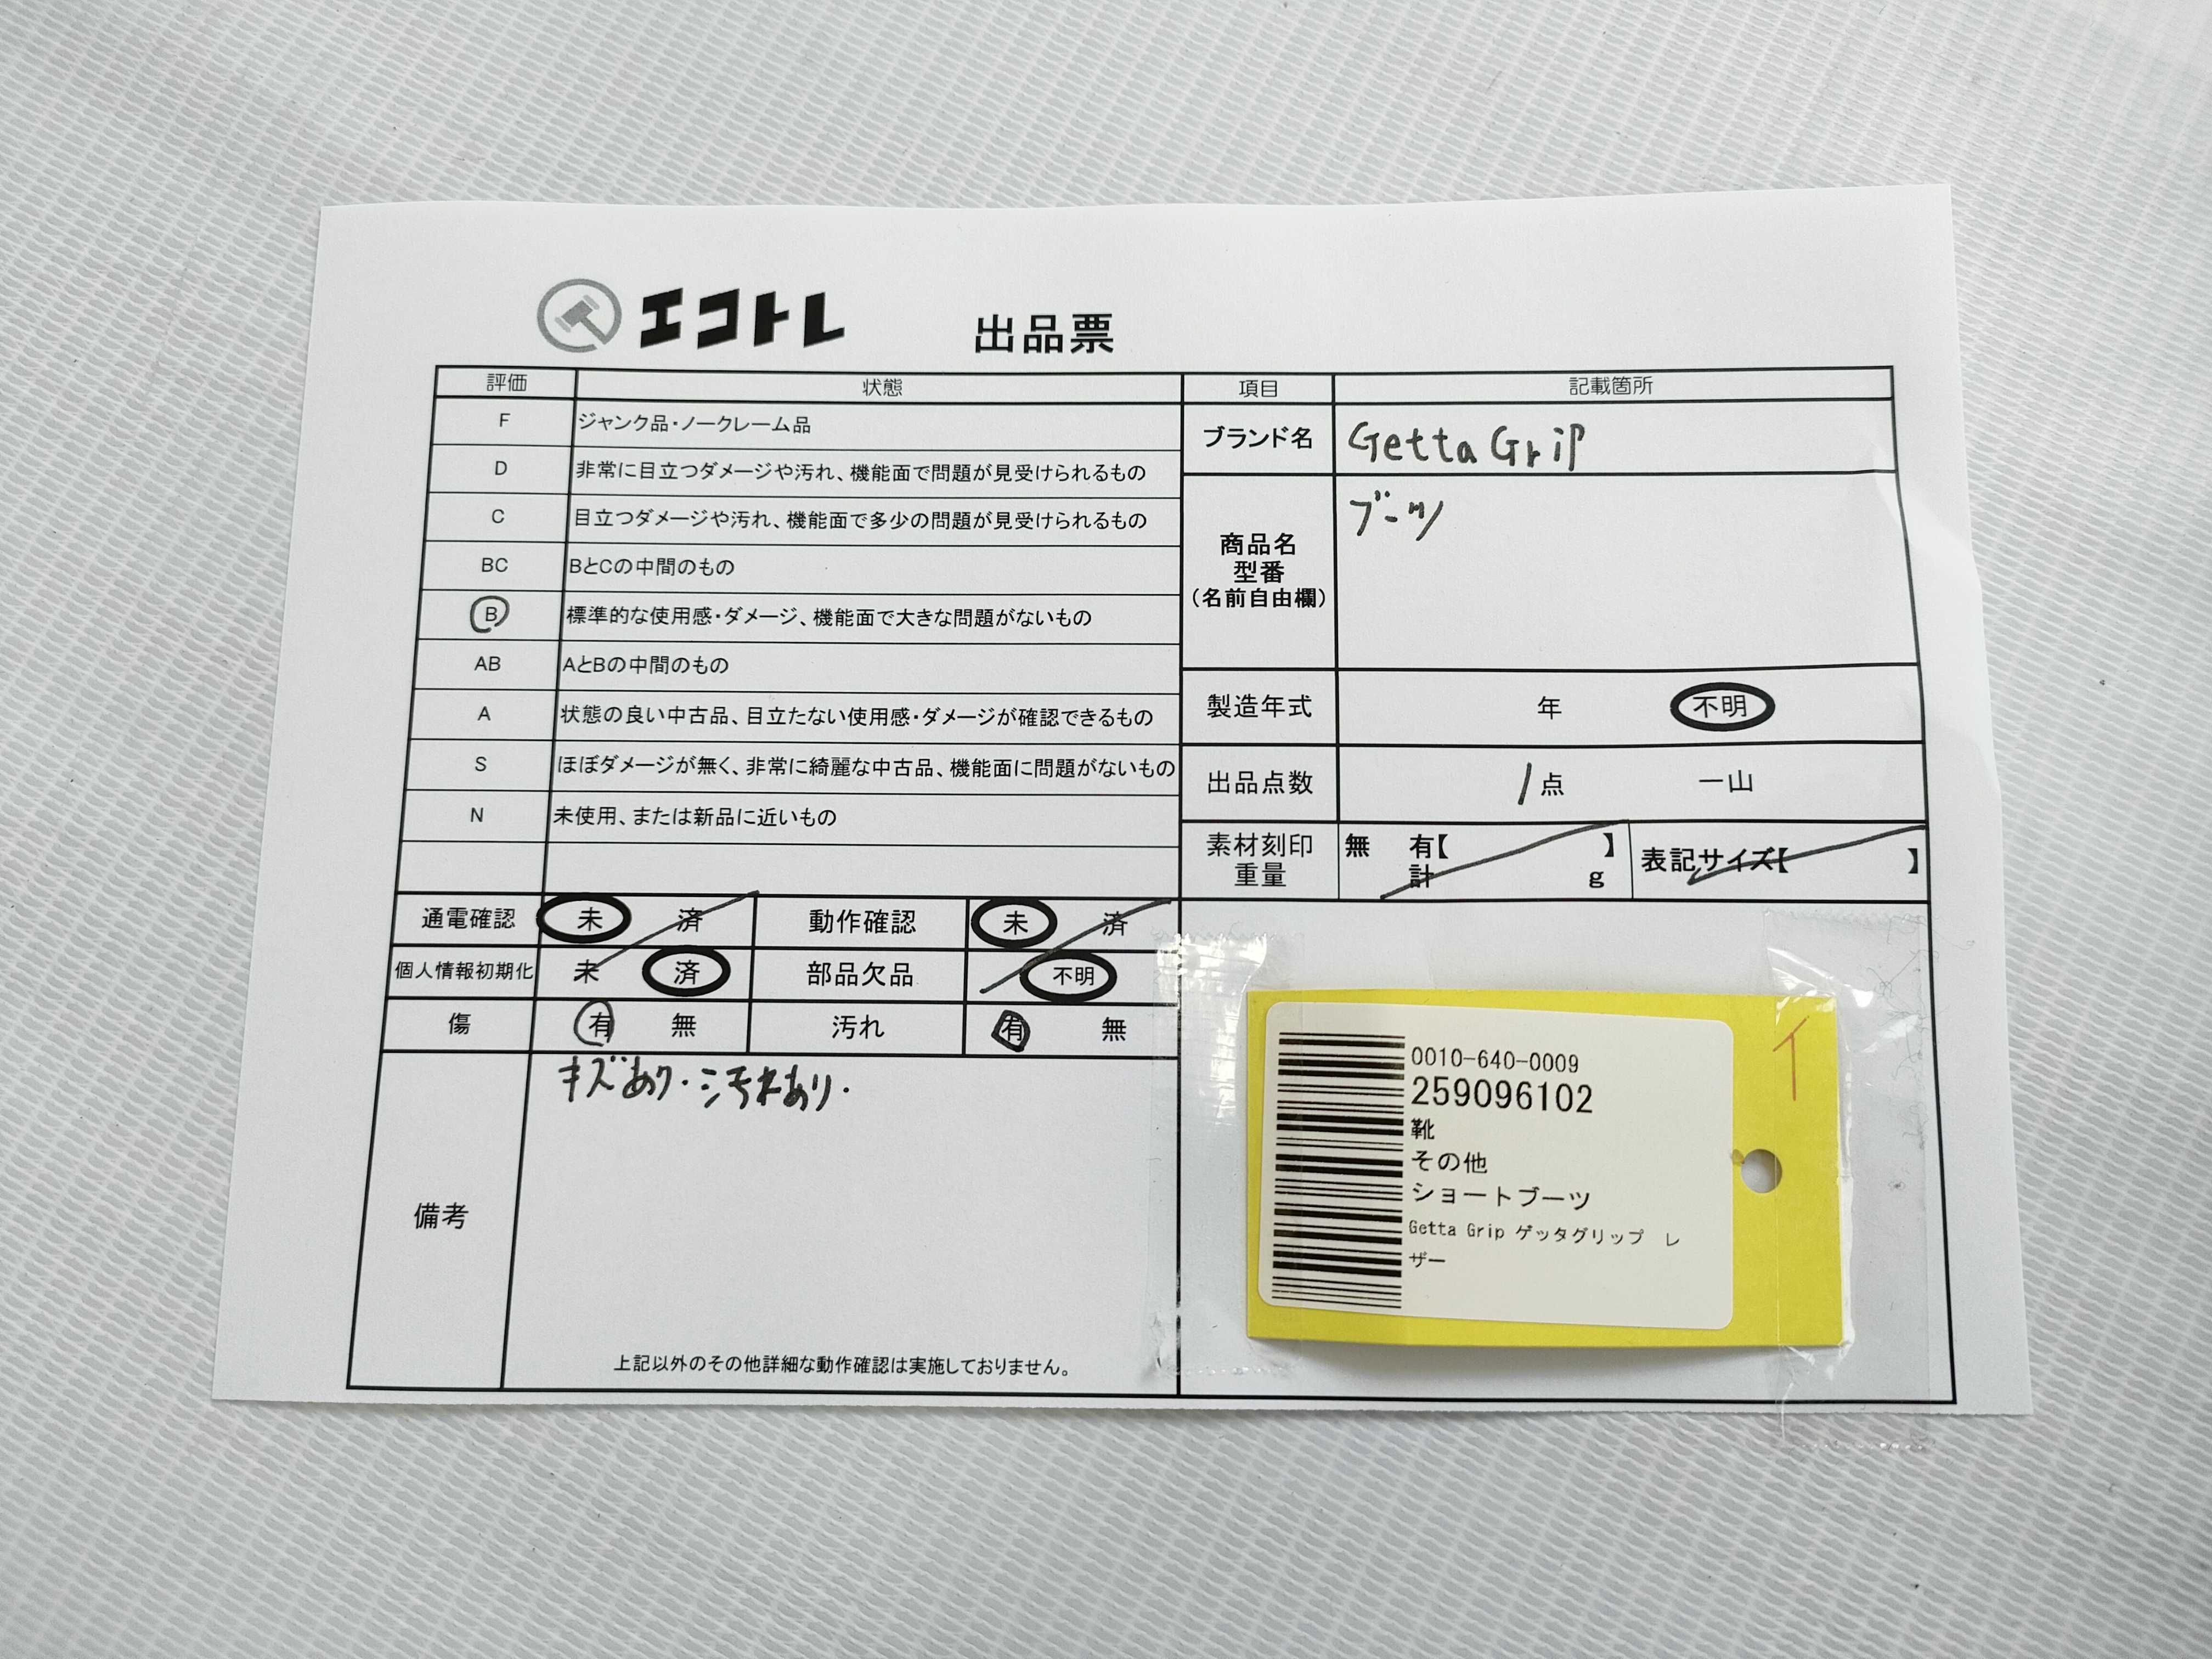 エコトレ 出品票
評価 状態 項目 記載箇所
F ジャンク品・ノークレーム品
D 非常に目立つダメージや汚れ、機能面で問題が見受けられるもの
C 目立つダメージや汚れ、機能面で多少の問題が見受けられるもの
BC BとCの中間のもの
B 標準的な使用感・ダメージ、機能面で大きな問題がないもの
AB AとBの中間のもの
A 状態の良い中古品、目立たない使用感・ダメージが確認できるもの
S ほぼダメージが無く、非常に綺麗な中古品、機能面に問題がないもの
N 未使用、または新品に近いもの
ブランド名 Getta Grip
商品名
型番
(名前自由欄)
ブーツ
製造年式 年 不明
出品点数 1点 一山
素材刻印 無 有【 】
重量 計 g
表記サイズ【 】
通電確認 未 済 動作確認 未 済
個人情報初期化 未 済 部品欠品 不明
傷 有 無 汚れ 有 無
備考
キズあり・汚れあり・
上記以外のその他詳細な動作確認は実施しておりません。
0010-640-0009
259096102
靴
その他
ショートブーツ
Getta Grip ゲッタグリップ レ
ザー
イ